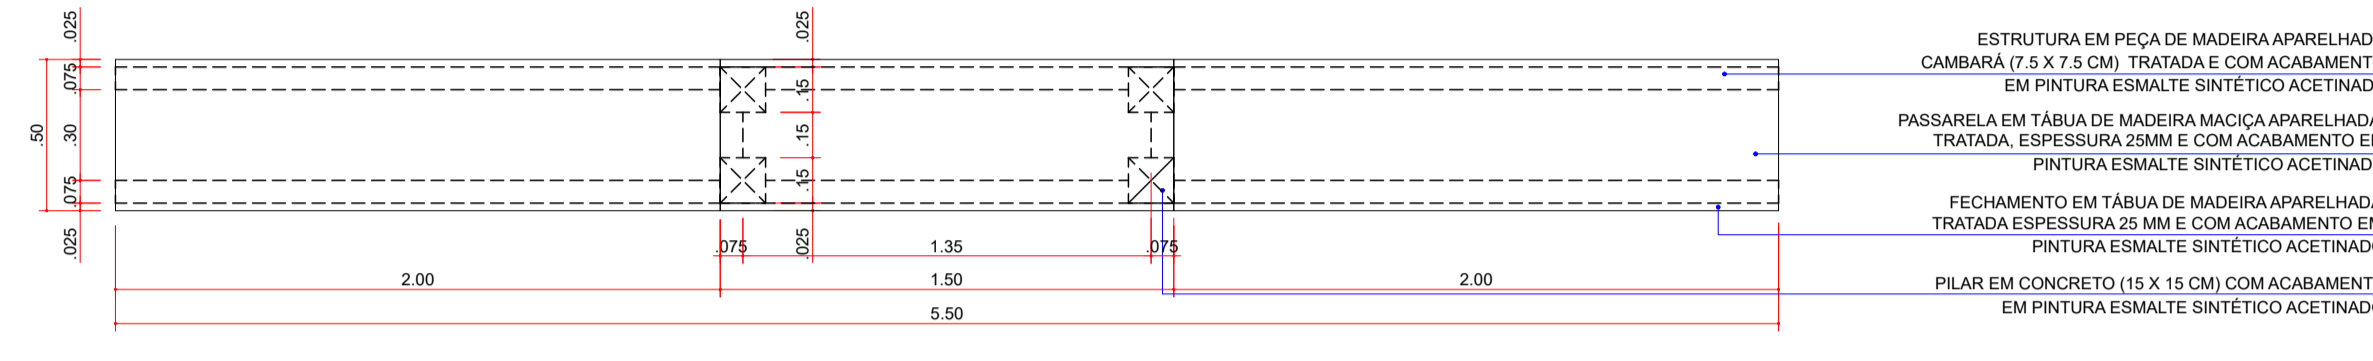 .025
.075
.30
.50
.075
.025
.025
.15
.15
.15
.025
.075
1.35
.075
2.00
1.50
2.00
5.50
ESTRUTURA EM PEÇA DE MADEIRA APARELHAD
CAMBARÁ (7.5 X 7.5 CM) TRATADA E COM ACABAMENT
EM PINTURA ESMALTE SINTÉTICO ACETINAD
PASSARELA EM TÁBUA DE MADEIRA MACIÇA APARELHADA
TRATADA, ESPESSURA 25MM E COM ACABAMENTO E
PINTURA ESMALTE SINTÉTICO ACETINAD
FECHAMENTO EM TÁBUA DE MADEIRA APARELHADA
TRATADA ESPESSURA 25 MM E COM ACABAMENTO EM
PINTURA ESMALTE SINTÉTICO ACETINADO
PILAR EM CONCRETO (15 X 15 CM) COM ACABAMENT
EM PINTURA ESMALTE SINTÉTICO ACETINADO